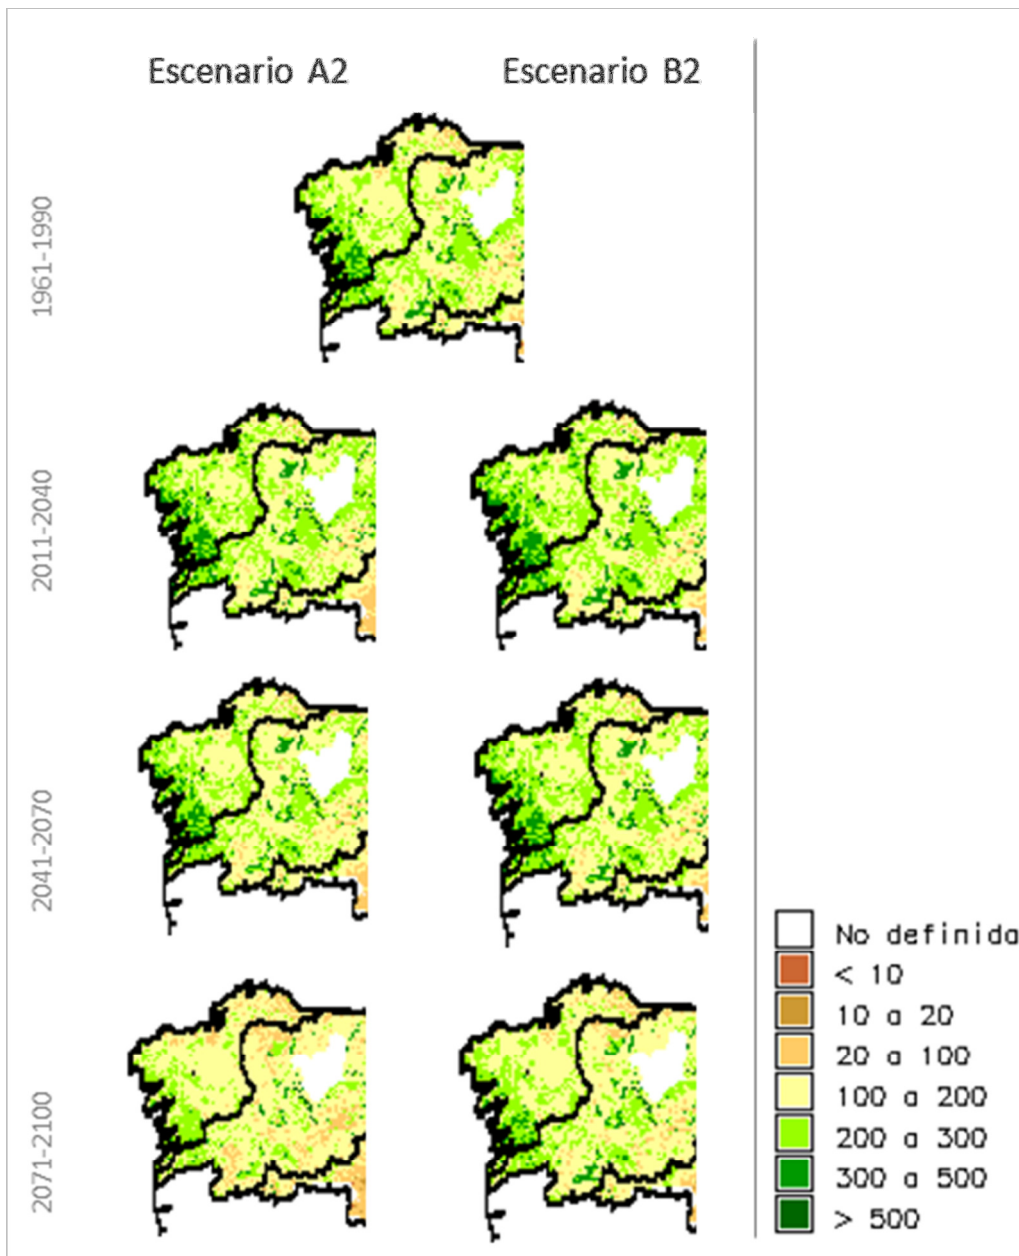 Escenario A2
Escenario B2
1961-1990
2011-2040
2041-2070
2071-2100
No definida
< 10
10 a 20
20 a 100
100 a 200
200 a 300
300 a 500
> 500